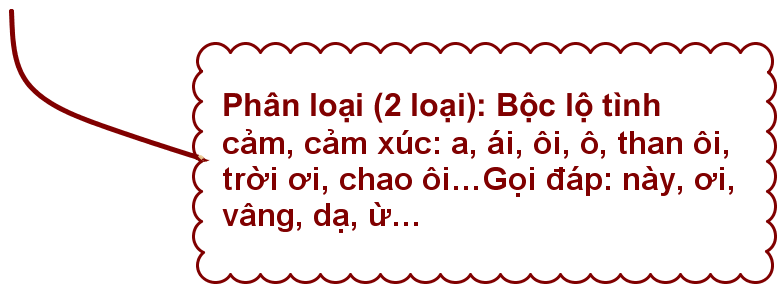 Phân loại (2 loại): Bộc lộ tình
cảm, cảm xúc: a, ái, ôi, ô, than ôi,
trời ơi, chao ôi…Gọi đáp: này, ơi,
vâng, dạ, ừ…